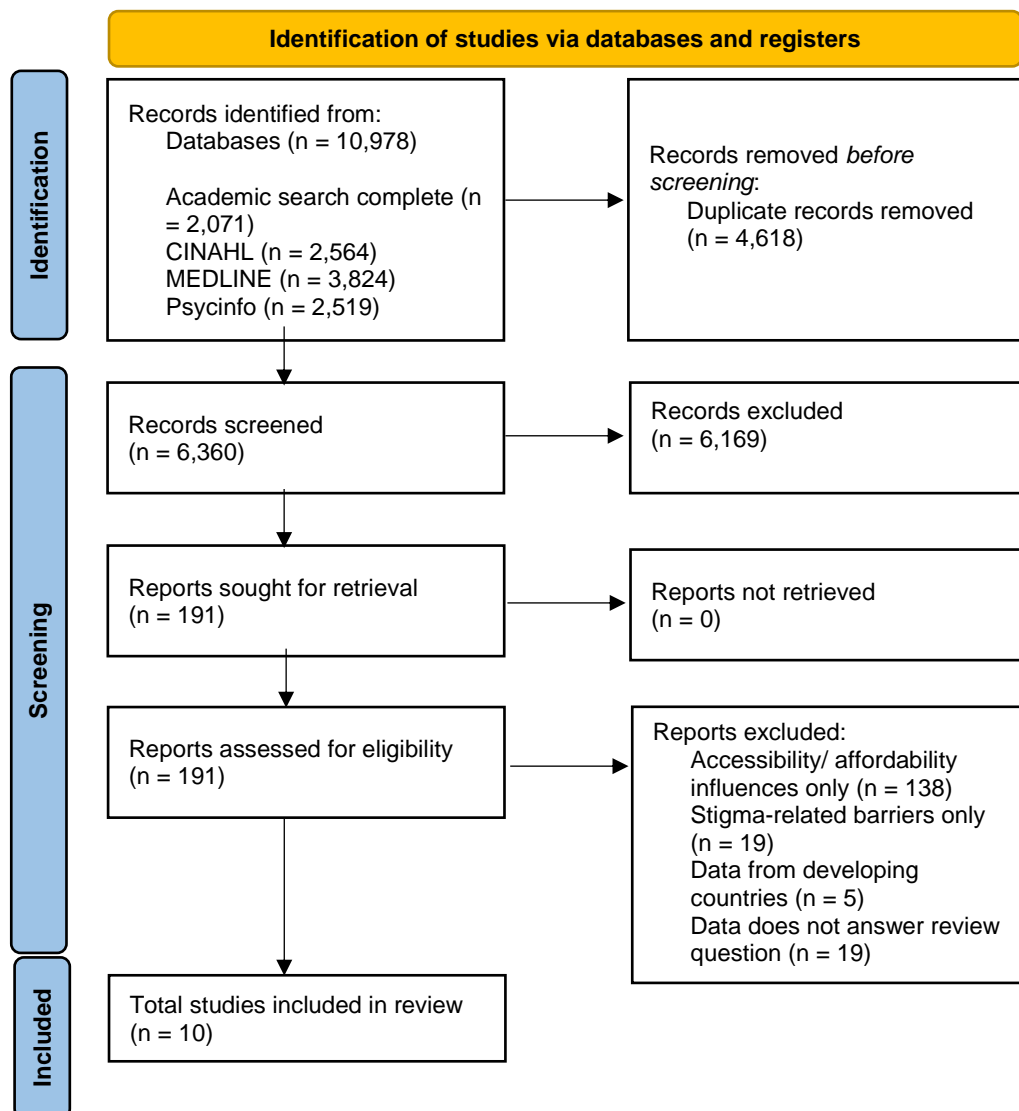 Identification of studies via databases and registers
Identification
Records identified from:
Databases (n = 10,978)
Academic search complete (n
= 2,071)
CINAHL (n = 2,564)
MEDLINE (n = 3,824)
Psycinfo (n = 2,519)
Records removed before
screening:
Duplicate records removed
(n = 4,618)
Screening
Records screened
(n = 6,360)
Records excluded
(n = 6,169)
Reports sought for retrieval
(n = 191)
Reports not retrieved
(n = 0)
Reports assessed for eligibility
(n = 191)
Reports excluded:
Accessibility/ affordability
influences only (n = 138)
Stigma-related barriers only
(n = 19)
Data from developing
countries (n = 5)
Data does not answer review
question (n = 19)
Included
Total studies included in review
(n = 10)